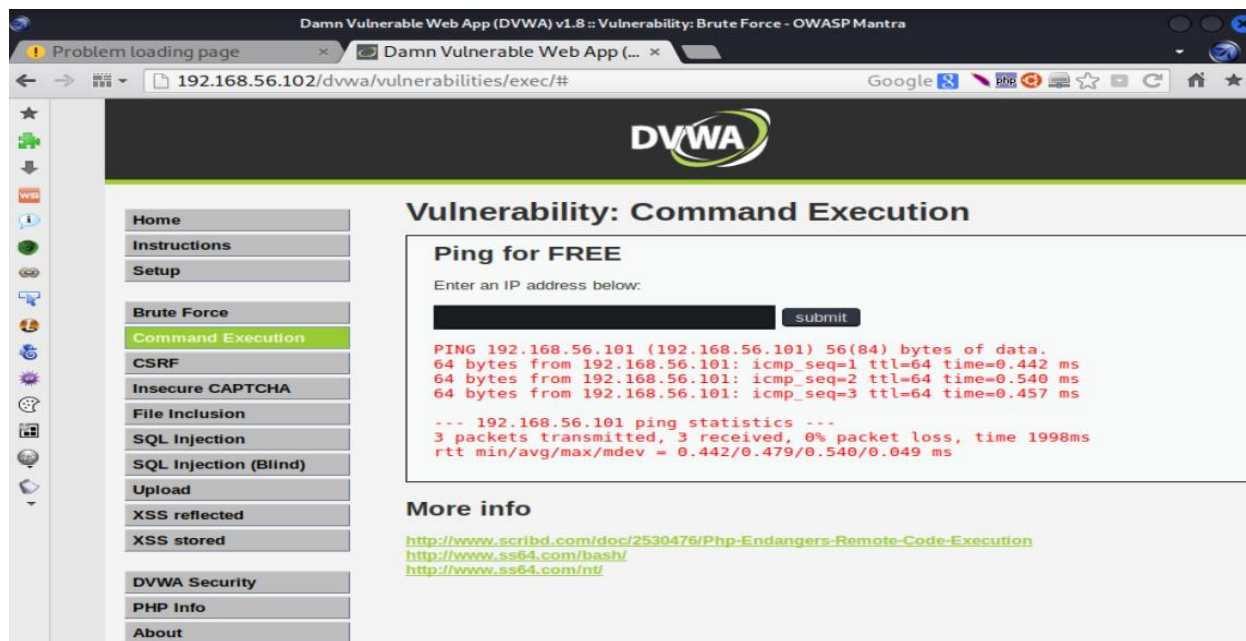 Damn Vulnerable Web App (DVWA) v1.8 :: Vulnerability: Brute Force - OWASP Mantra
Problem loading page
Damn Vulnerable Web App (...
192.168.56.102/dvwa/vulnerabilities/exec/#
Google
DVWA
Home
Instructions
Setup
Brute Force
Command Execution
CSRF
Insecure CAPTCHA
File Inclusion
SQL Injection
SQL Injection (Blind)
Upload
XSS reflected
XSS stored
DVWA Security
PHP Info
About
Vulnerability: Command Execution
Ping for FREE
Enter an IP address below:
submit
PING 192.168.56.101 (192.168.56.101) 56(84) bytes of data.
64 bytes from 192.168.56.101: icmp_seq=1 ttl=64 time=0.442 ms
64 bytes from 192.168.56.101: icmp_seq=2 ttl=64 time=0.540 ms
64 bytes from 192.168.56.101: icmp_seq=3 ttl=64 time=0.457 ms
--- 192.168.56.101 ping statistics ---
3 packets transmitted, 3 received, 0% packet loss, time 1998ms
rtt min/avg/max/mdev = 0.442/0.479/0.540/0.049 ms
More info
http://www.scribd.com/doc/2530476/Php-Endangers-Remote-Code-Execution
http://www.ss64.com/bash/
http://www.ss64.com/nt/